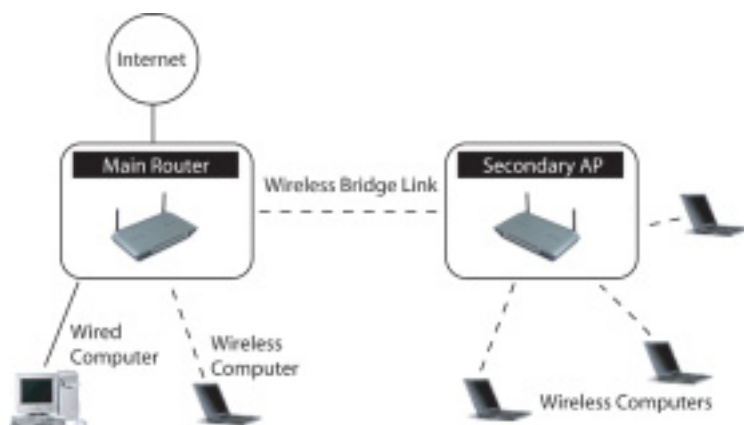 Internet
Main Router
Wireless Bridge Link
Secondary AP
Wired
Computer
Wireless
Computer
Wireless Computers